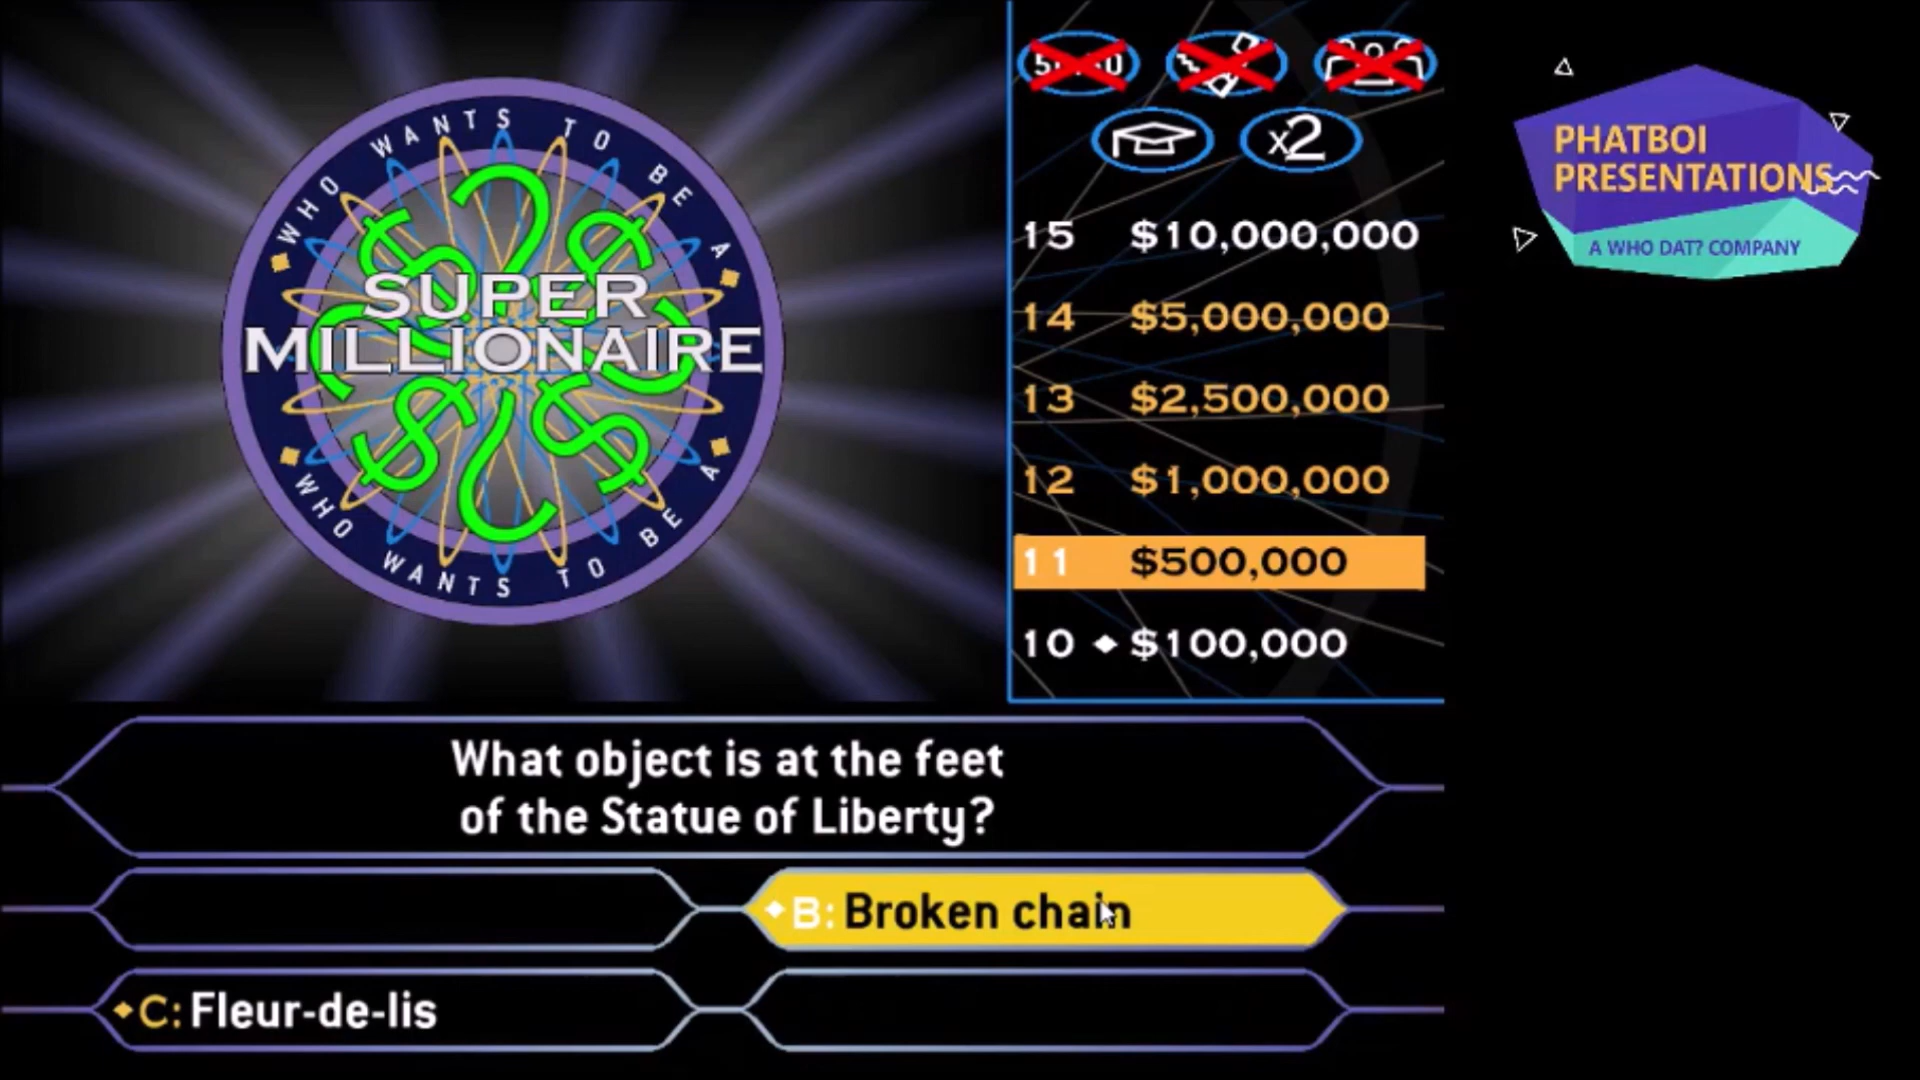 WHO WANTS TO BE A
SUPER
MILLIONAIRE
WHO WANTS TO BE A
50:50
x2
15 $10,000,000
14 $5,000,000
13 $2,500,000
12 $1,000,000
11 $500,000
10 ◆ $100,000
PHATBOI
PRESENTATIONS
A WHO DAT? COMPANY
What object is at the feet
of the Statue of Liberty?
◆ B: Broken chain
◆ C: Fleur-de-lis